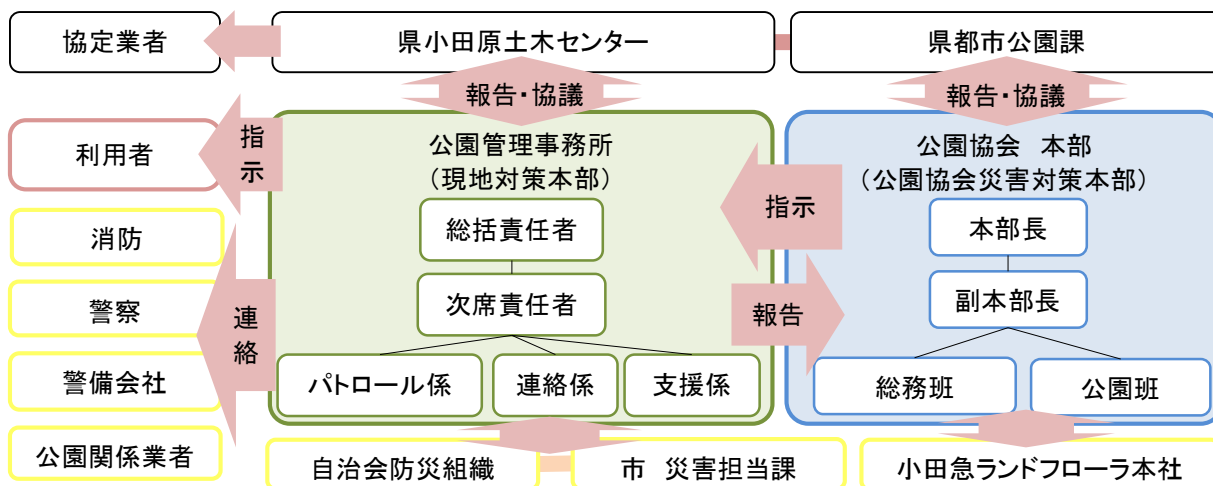 協定業者
県小田原土木センター
県都市公園課
報告・協議
報告・協議
利用者
指示
公園管理事務所
（現地対策本部）
公園協会 本部
（公園協会災害対策本部）
指示
総括責任者
本部長
消防
次席責任者
副本部長
警察
連絡
報告
パトロール係
連絡係
支援係
総務班
公園班
警備会社
公園関係業者
自治会防災組織
市 災害担当課
小田急ランドフローラ本社